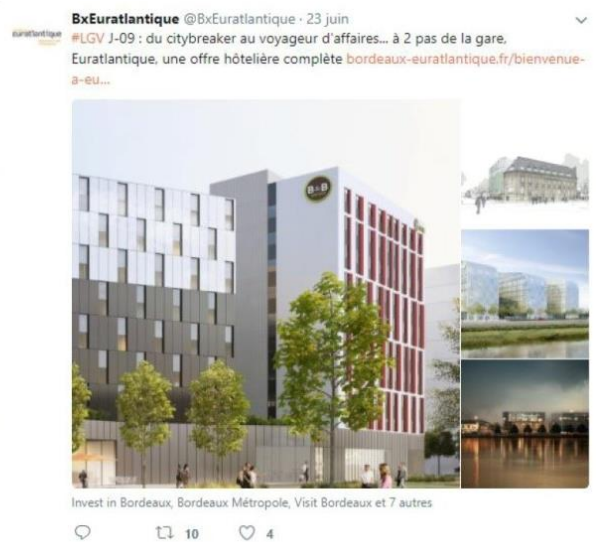 BxEuratlantique @BxEuratlantique · 23 juin
euratlantique
#LGV J-09 : du citybreaker au voyageur d'affaires... à 2 pas de la gare,
Euratlantique, une offre hôtelière complète bordeaux-euratlantique.fr/bienvenue-
a-eu...
B&B
Invest in Bordeaux, Bordeaux Métropole, Visit Bordeaux et 7 autres
10
4